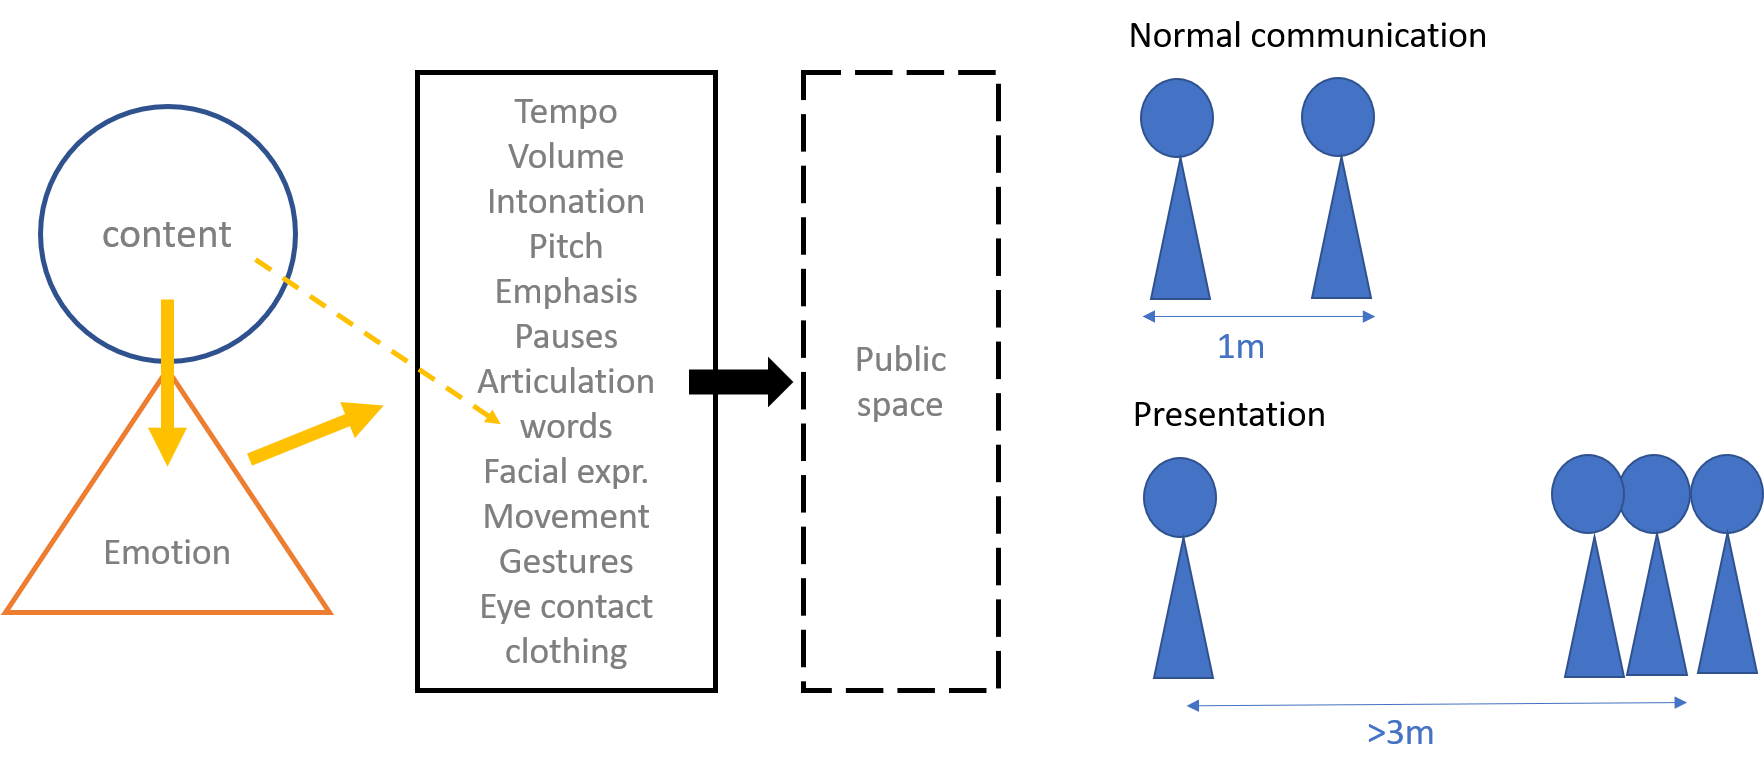 content
Emotion
Tempo
Volume
Intonation
Pitch
Emphasis
Pauses
Articulation
words
Facial expr.
Movement
Gestures
Eye contact
clothing
Public
space
Normal communication
1m
Presentation
>3m